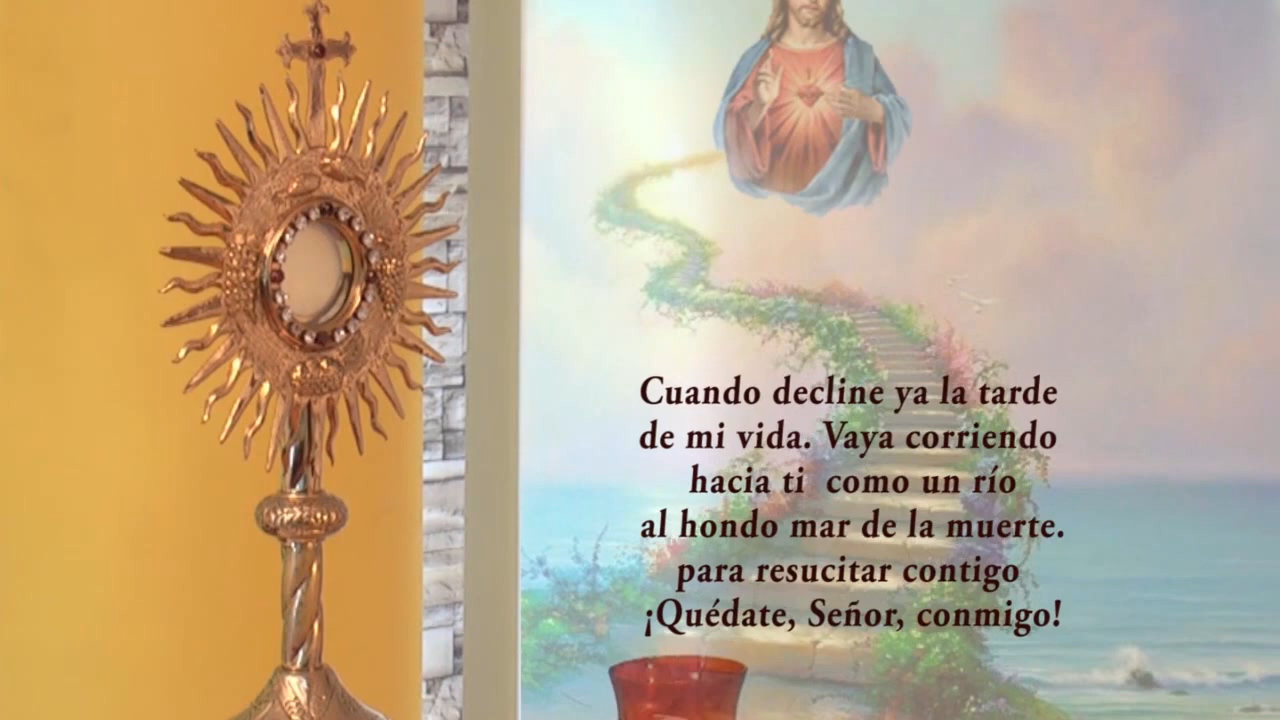 Cuando decline ya la tarde
de mi vida. Vaya corriendo
hacia ti como un río
al hondo mar de la muerte.
para resucitar contigo
¡Quédate, Señor, conmigo!